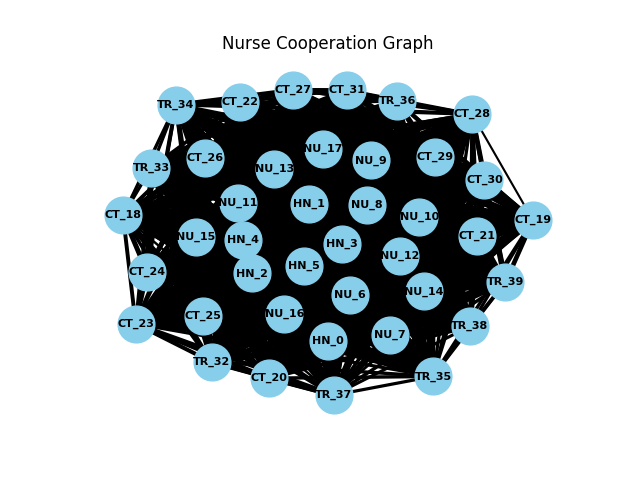 Nurse Cooperation Graph
CT_27
CT_31
TR_34
CT_22
TR_36
CT_28
NU_17
CT_26
NU_9
CT_29
TR_33
NU_13
CT_30
NU_11
HN_1
NU_8
CT_18
NU_10
CT_19
NU_15
HN_4
HN_3
CT_21
NU_12
CT_24
HN_2
HN_5
TR_39
NU_6
NU_14
CT_25
NU_16
CT_23
TR_38
HN_0
NU_7
TR_32
CT_20
TR_35
TR_37